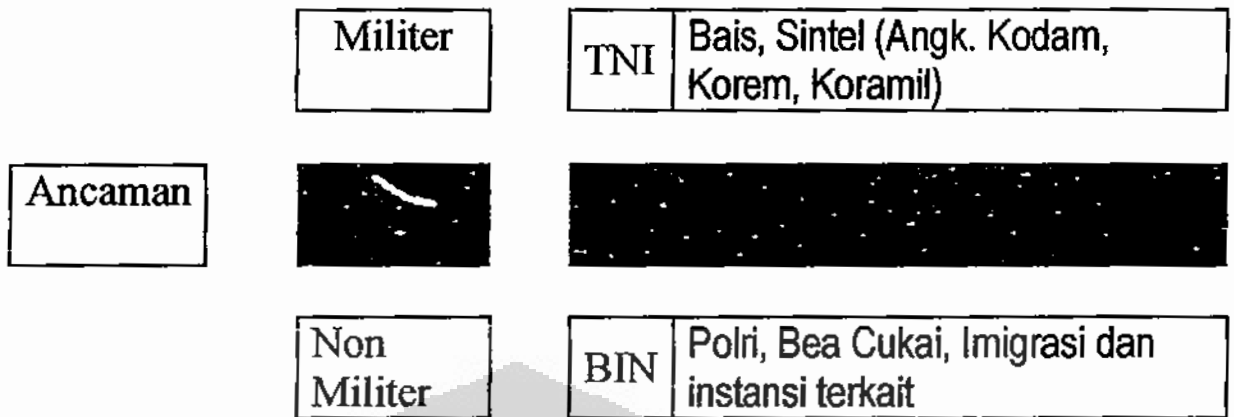 Militer
TNI
Bais, Sintel (Angk. Kodam,
Korem, Koramil)
Ancaman
Non
Militer
BIN
Polri, Bea Cukai, Imigrasi dan
instansi terkait